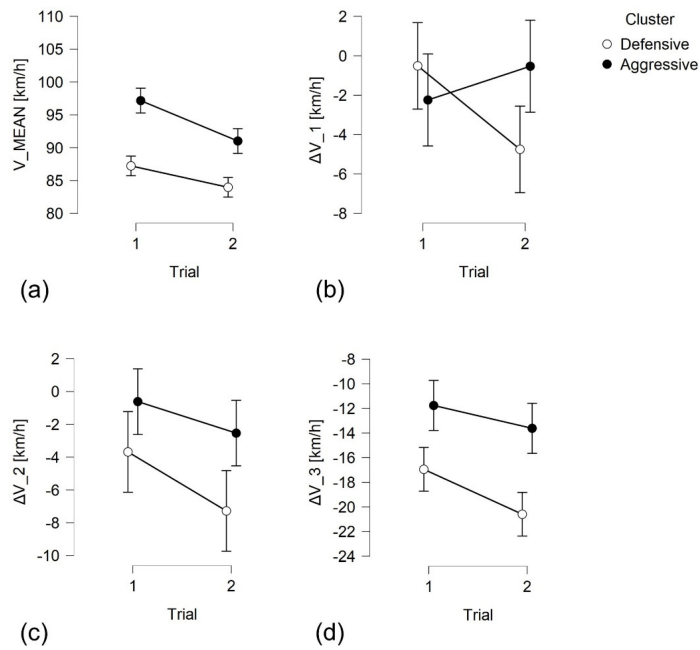 110
105
100
95
90
85
80
V_MEAN [km/h]
1 2
Trial
(a)
2
0
-2
-4
-6
-8
ΔV_1 [km/h]
1 2
Trial
(b)
Cluster
Defensive
Aggressive
2
0
-2
-4
-6
-8
-10
ΔV_2 [km/h]
1 2
Trial
(c)
-8
-10
-12
-14
-16
-18
-20
-22
-24
ΔV_3 [km/h]
1 2
Trial
(d)